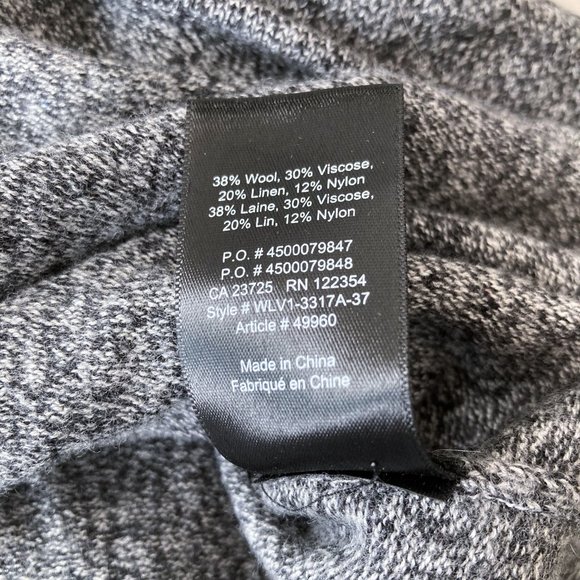 38% Wool, 30% Viscose,
20% Linen, 12% Nylon
38% Laine, 30% Viscose,
20% Lin, 12% Nylon
P.O. # 4500079847
P.O. # 4500079848
CA 23725 RN 122354
Style # WLV1-3317A-37
Article # 49960
Made in China
Fabriqué en Chine